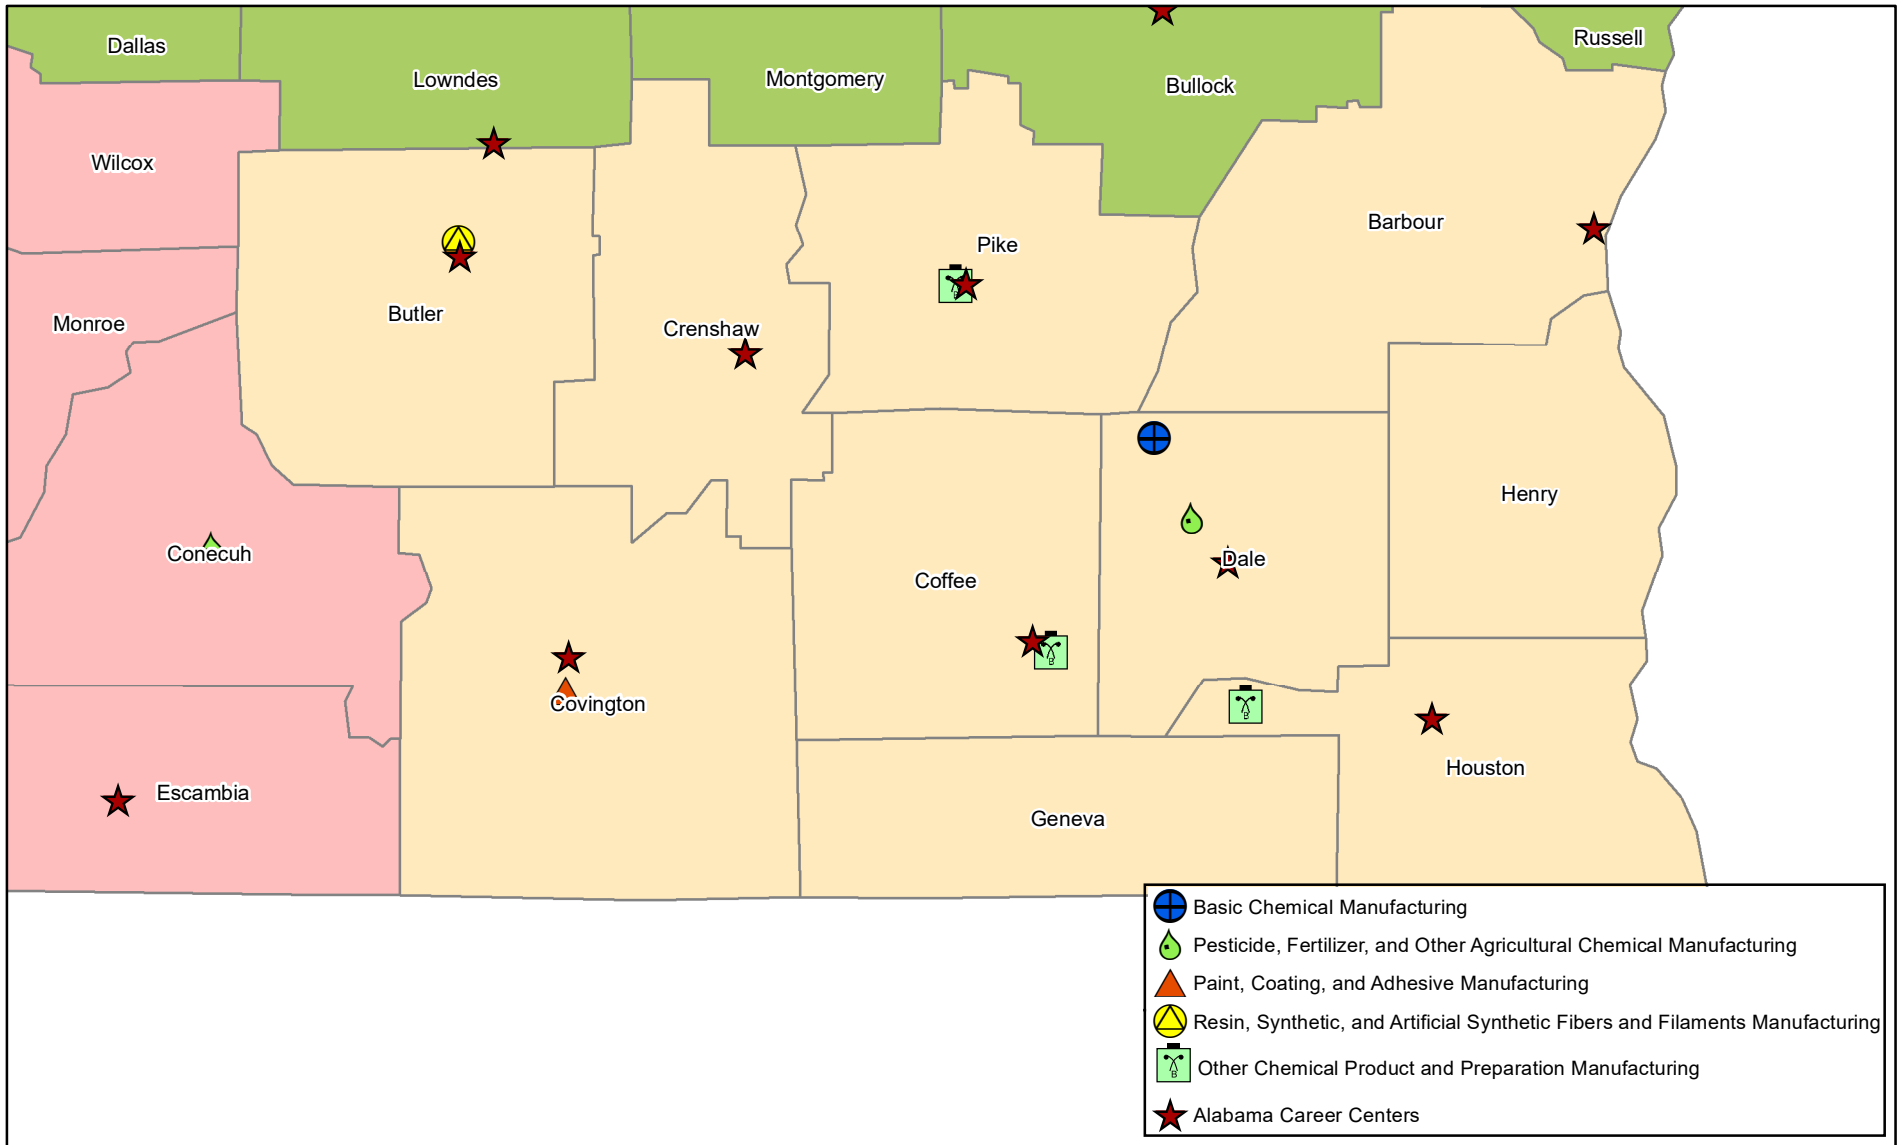 Dallas
Russell
Lowndes
Montgomery
Bullock
Wilcox
Barbour
Pike
Butler
Monroe
Crenshaw
Henry
Conecuh
Dale
Coffee
Covington
Houston
Escambia
Geneva
Basic Chemical Manufacturing
Pesticide, Fertilizer, and Other Agricultural Chemical Manufacturing
Paint, Coating, and Adhesive Manufacturing
Resin, Synthetic, and Artificial Synthetic Fibers and Filaments Manufacturing
Other Chemical Product and Preparation Manufacturing
Alabama Career Centers